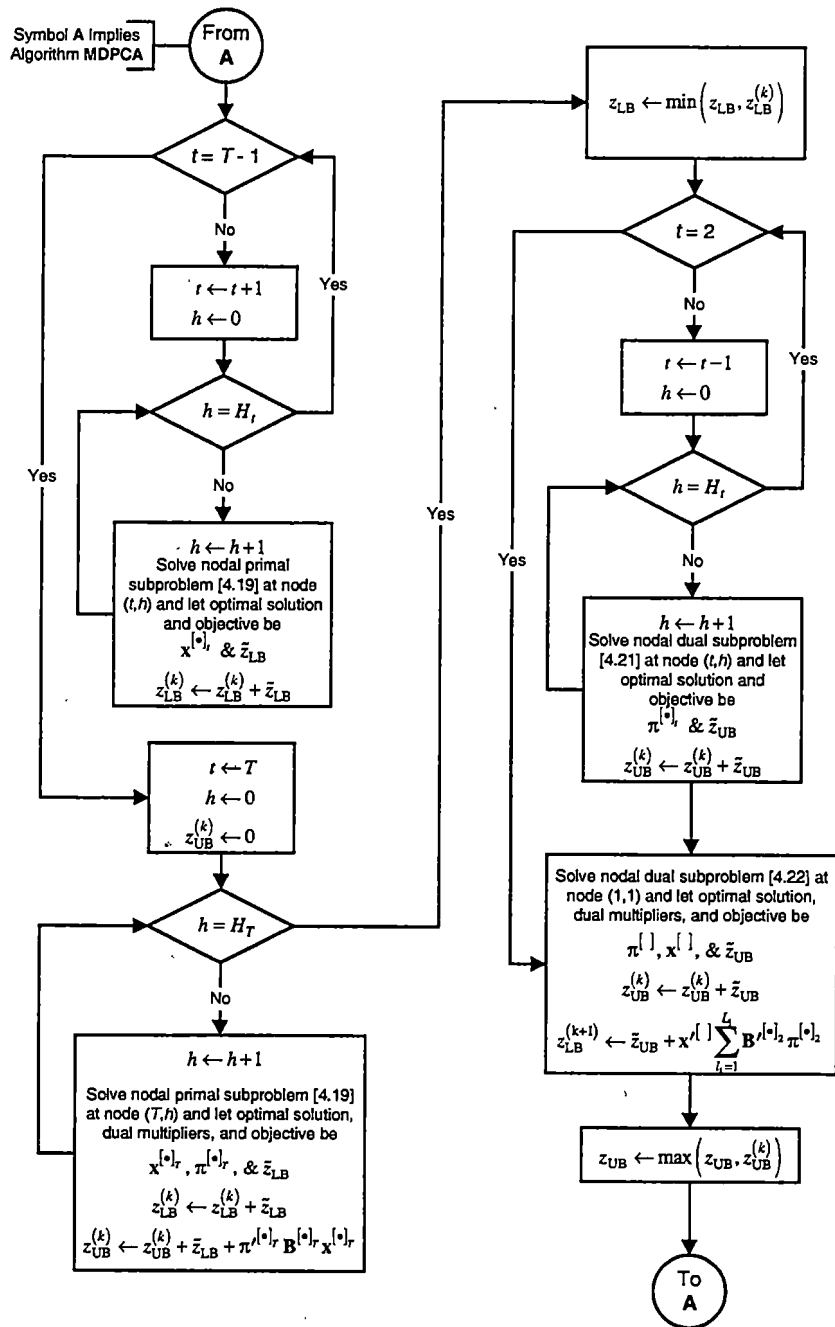 Symbol A Implies
Algorithm MDPCA
From
A
t = T - 1
No
t ← t+1
h ← 0
Yes
h = H_t
No
Yes
h ← h+1
Solve nodal primal
subproblem [4.19] at node
(t,h) and let optimal solution
and objective be
x^{[•]_t} & z̃_LB
z_LB^{(k)} ← z_LB^{(k)} + z̃_LB
t ← T
h ← 0
z_UB^{(k)} ← 0
h = H_T
No
Yes
h ← h+1
Solve nodal primal subproblem [4.19]
at node (T,h) and let optimal solution,
dual multipliers, and objective be
x^{[•]_T}, π^{[•]_T}, & z̃_LB
z_LB^{(k)} ← z_LB^{(k)} + z̃_LB
z_UB^{(k)} ← z_UB^{(k)} + z̃_LB + π'^{[•]_T} B^{[•]_T} x^{[•]_T}
z_LB ← min(z_LB, z_LB^{(k)})
t = 2
No
t ← t−1
h ← 0
Yes
h = H_t
No
Yes
h ← h+1
Solve nodal dual subproblem
[4.21] at node (t,h) and let
optimal solution and
objective be
π^{[•]_t} & z̃_UB
z_UB^{(k)} ← z_UB^{(k)} + z̃_UB
Solve nodal dual subproblem [4.22] at
node (1,1) and let optimal solution,
dual multipliers, and objective be
π^{[ ]}, x^{[ ]}, & z̃_UB
z_UB^{(k)} ← z_UB^{(k)} + z̃_UB
z_LB^{(k+1)} ← z̃_UB + x'^{[ ]} ∑_{l_1=1}^{L_1} B'^{[•]_2} π^{[•]_2}
z_UB ← max(z_UB, z_UB^{(k)})
To
A